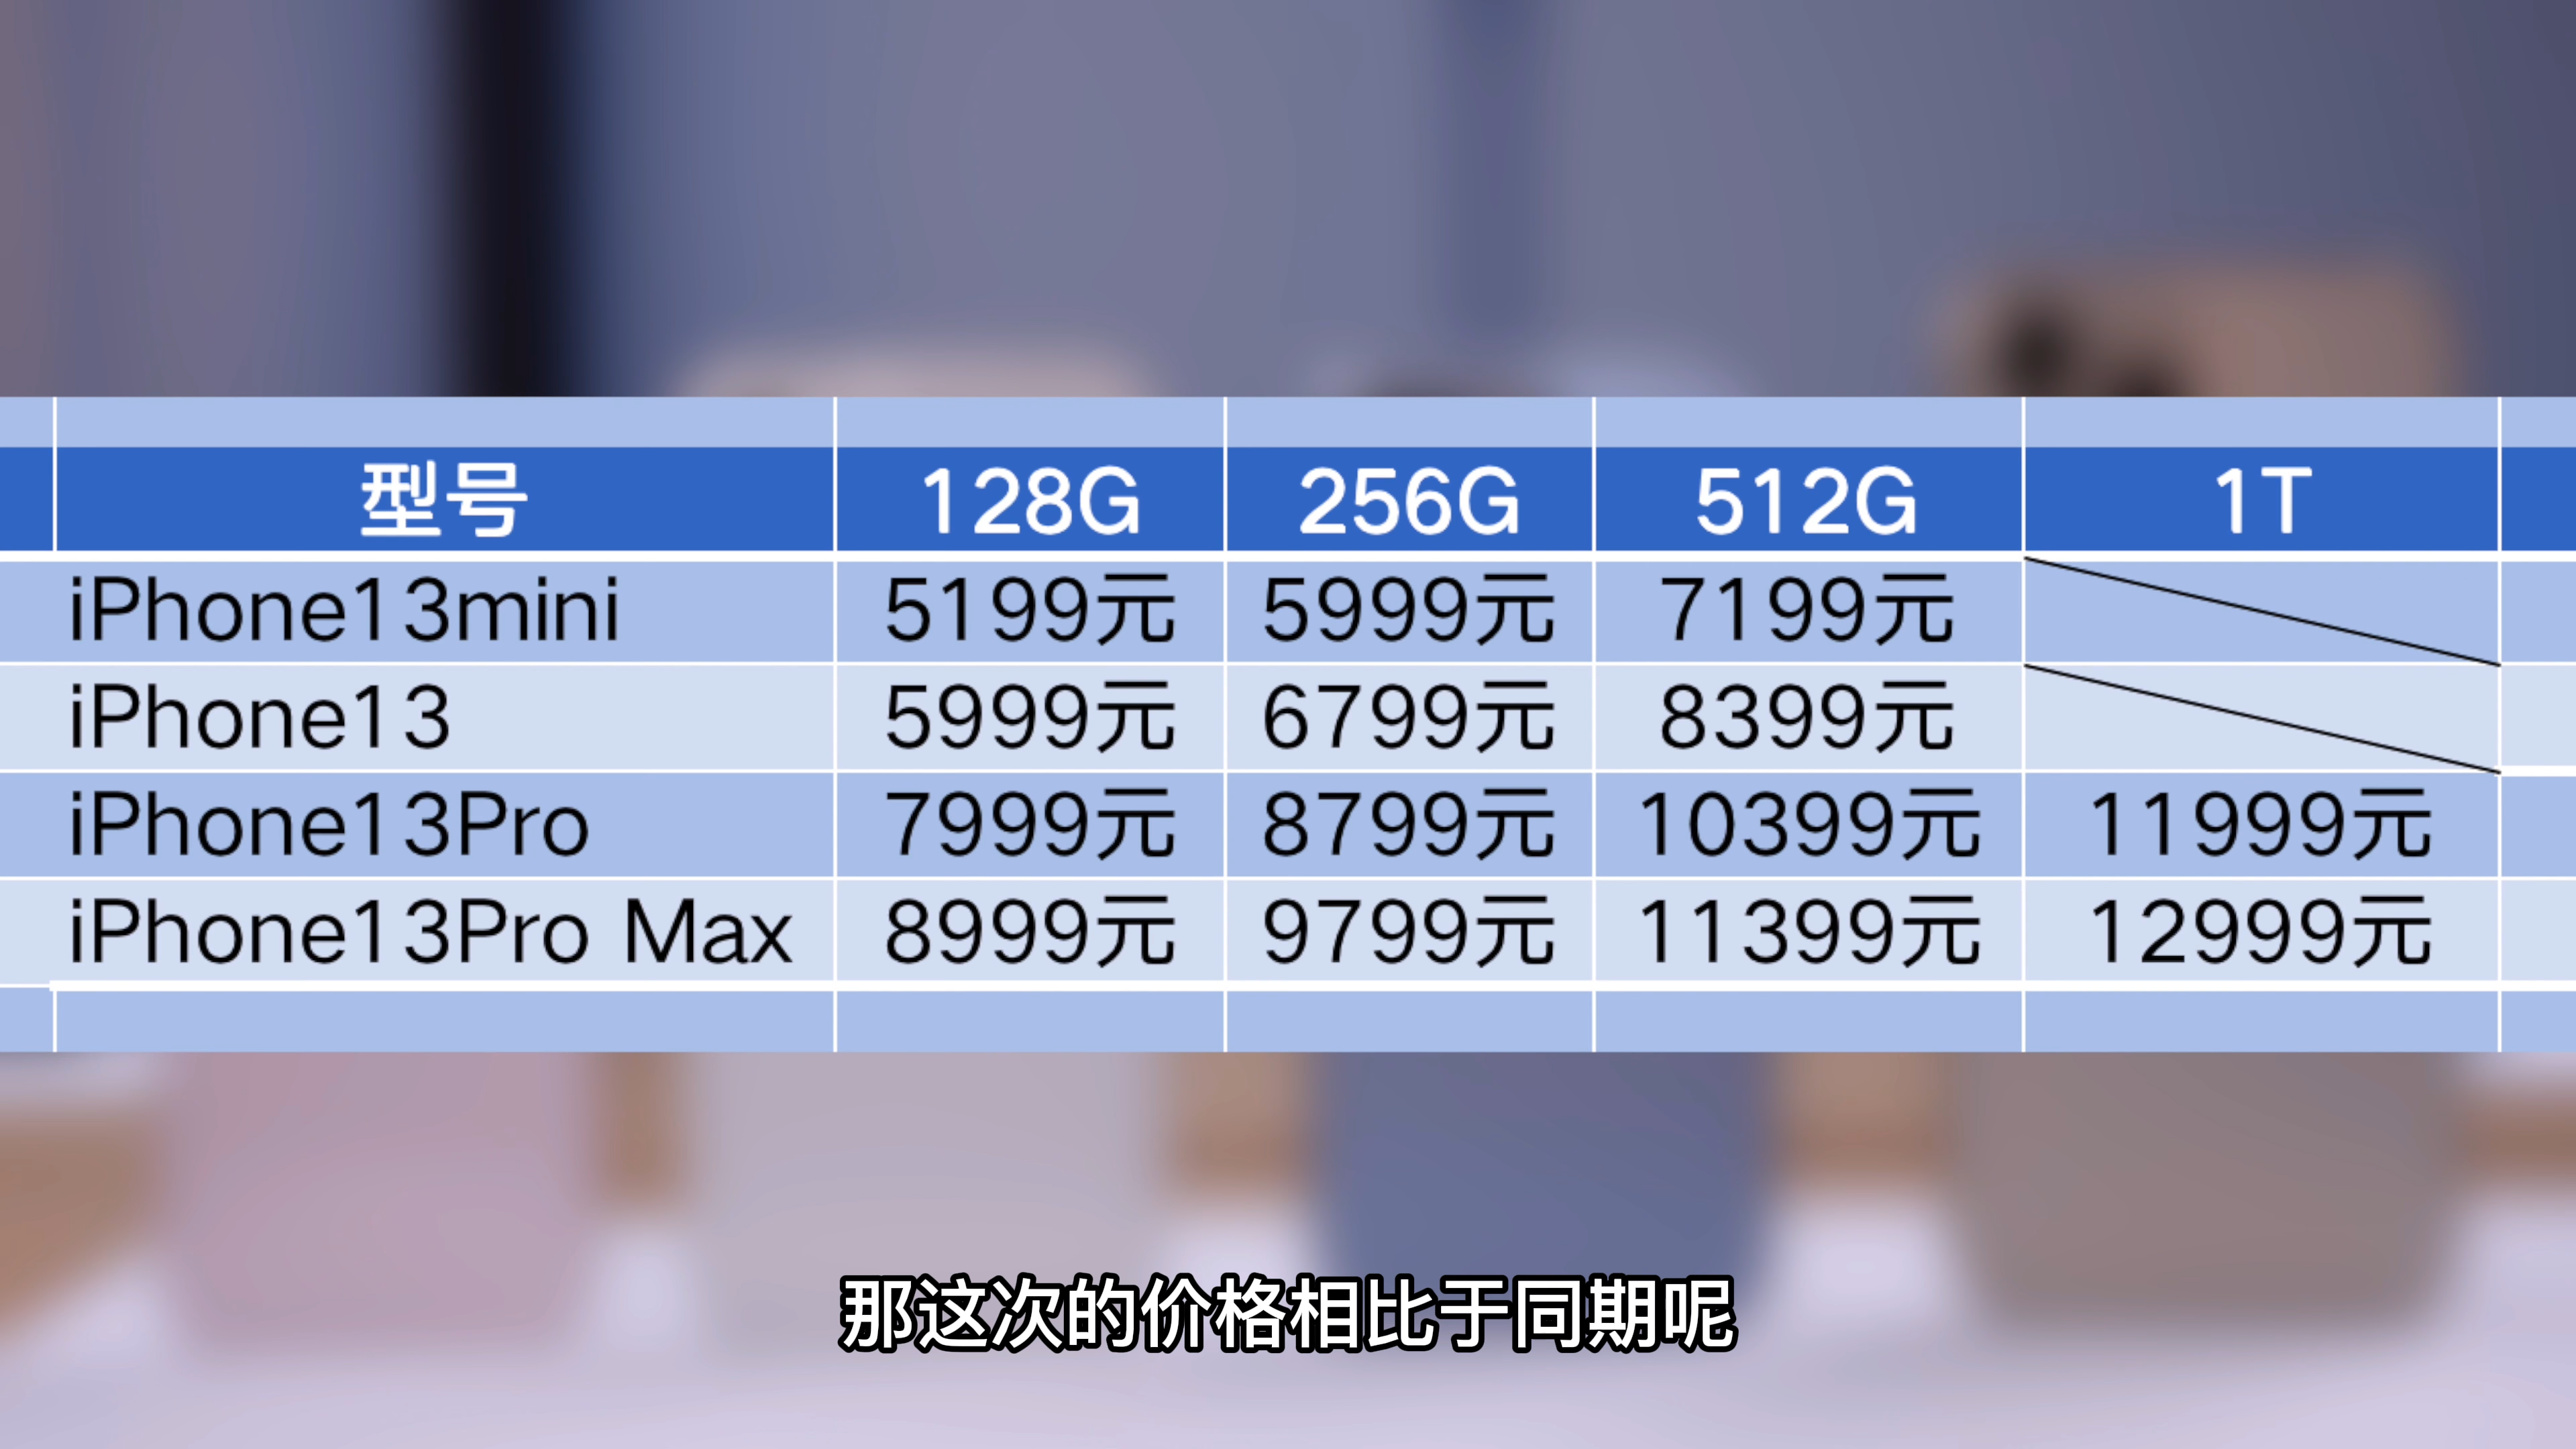 型号 128G 256G 512G 1T
iPhone13mini 5199元 5999元 7199元
iPhone13 5999元 6799元 8399元
iPhone13Pro 7999元 8799元 10399元 11999元
iPhone13Pro Max 8999元 9799元 11399元 12999元
那这次的价格相比于同期呢